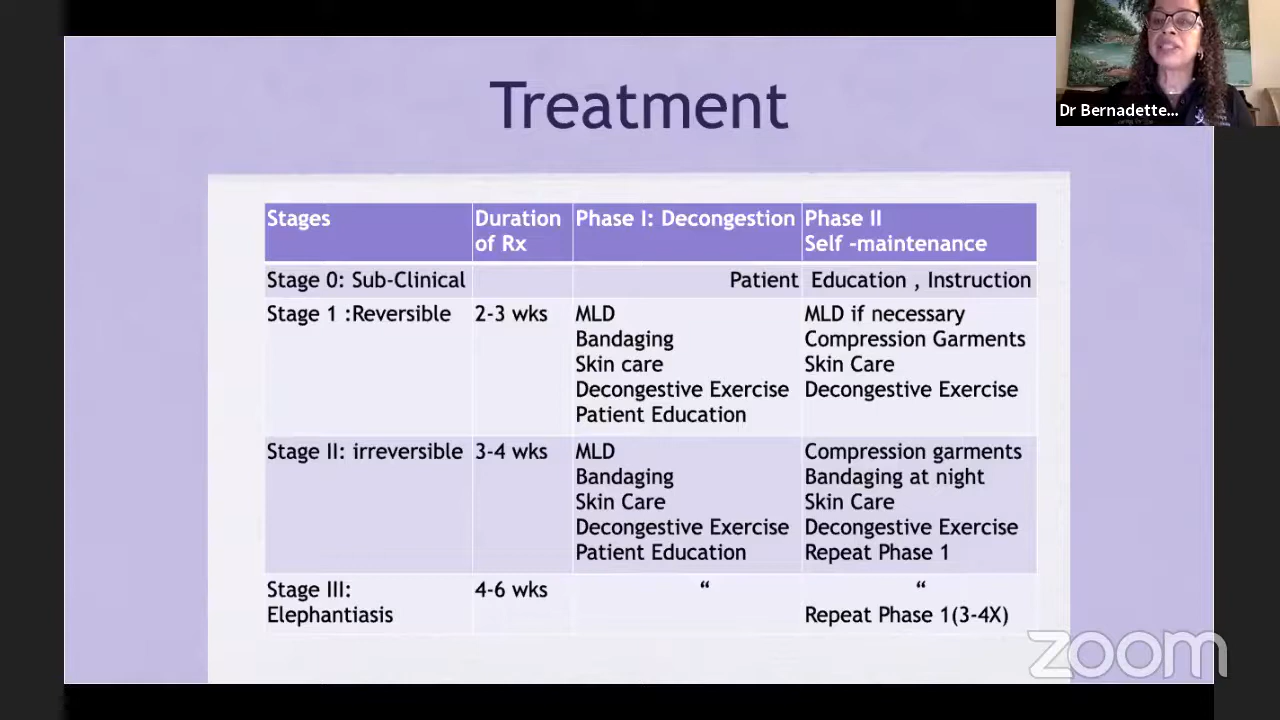 Dr Bernadette...
Treatment
Stages
Duration of Rx
Phase I: Decongestion
Phase II
Self -maintenance
Stage 0: Sub-Clinical
Patient Education , Instruction
Stage 1 :Reversible
2-3 wks
MLD
Bandaging
Skin care
Decongestive Exercise
Patient Education
MLD if necessary
Compression Garments
Skin Care
Decongestive Exercise
Stage II: irreversible
3-4 wks
MLD
Bandaging
Skin Care
Decongestive Exercise
Patient Education
Compression garments
Bandaging at night
Skin Care
Decongestive Exercise
Repeat Phase 1
Stage III:
Elephantiasis
4-6 wks
“
“
Repeat Phase 1(3-4X)
zoom